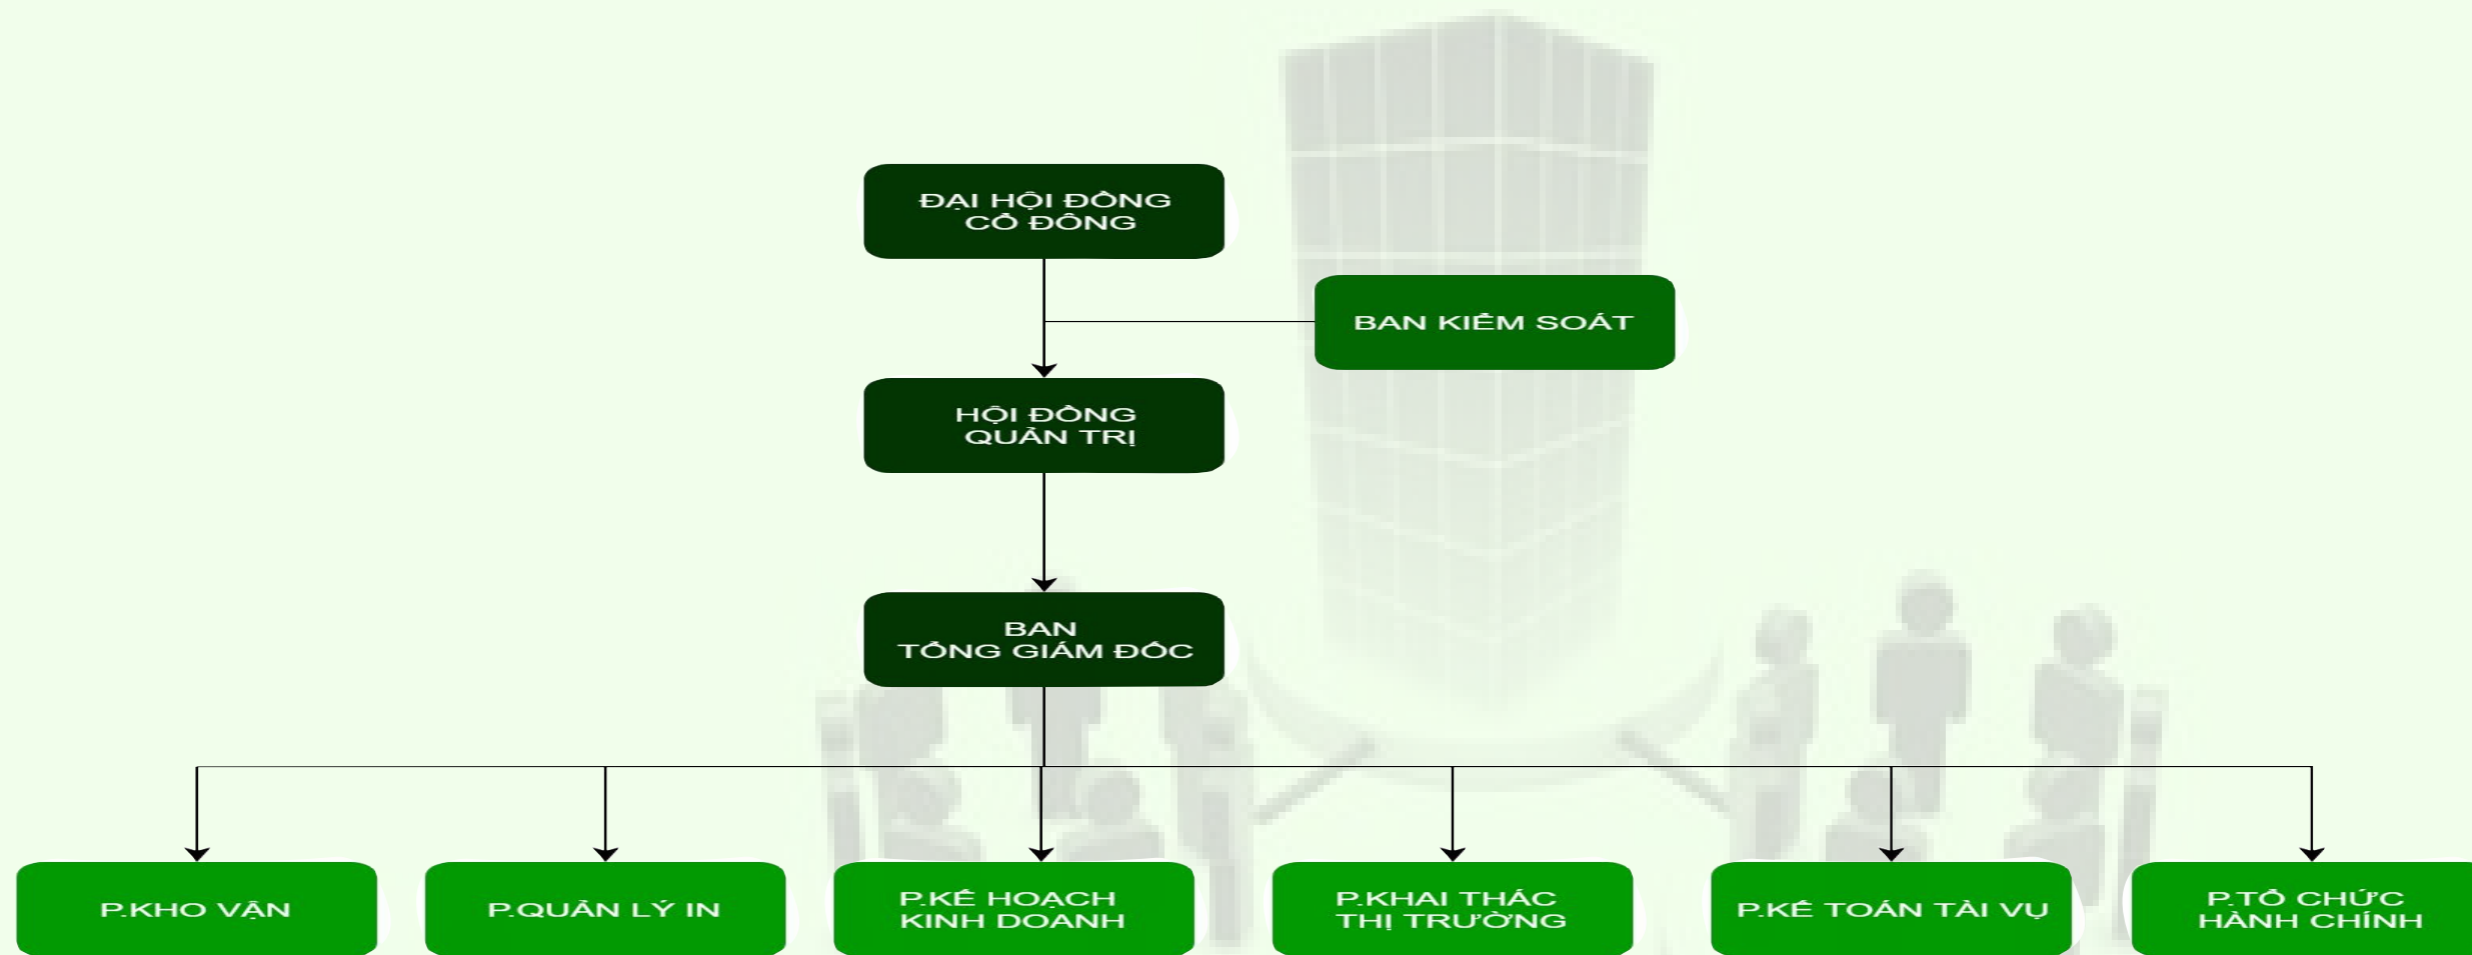 ĐẠI HỘI ĐỒNG
CỔ ĐÔNG
BAN KIỂM SOÁT
HỘI ĐỒNG
QUẢN TRỊ
BAN
TỔNG GIÁM ĐỐC
P.KHO VẬN
P.QUẢN LÝ IN
P.KẾ HOẠCH
KINH DOANH
P.KHAI THÁC
THỊ TRƯỜNG
P.KẾ TOÁN TÀI VỤ
P.TỔ CHỨC
HÀNH CHÍNH